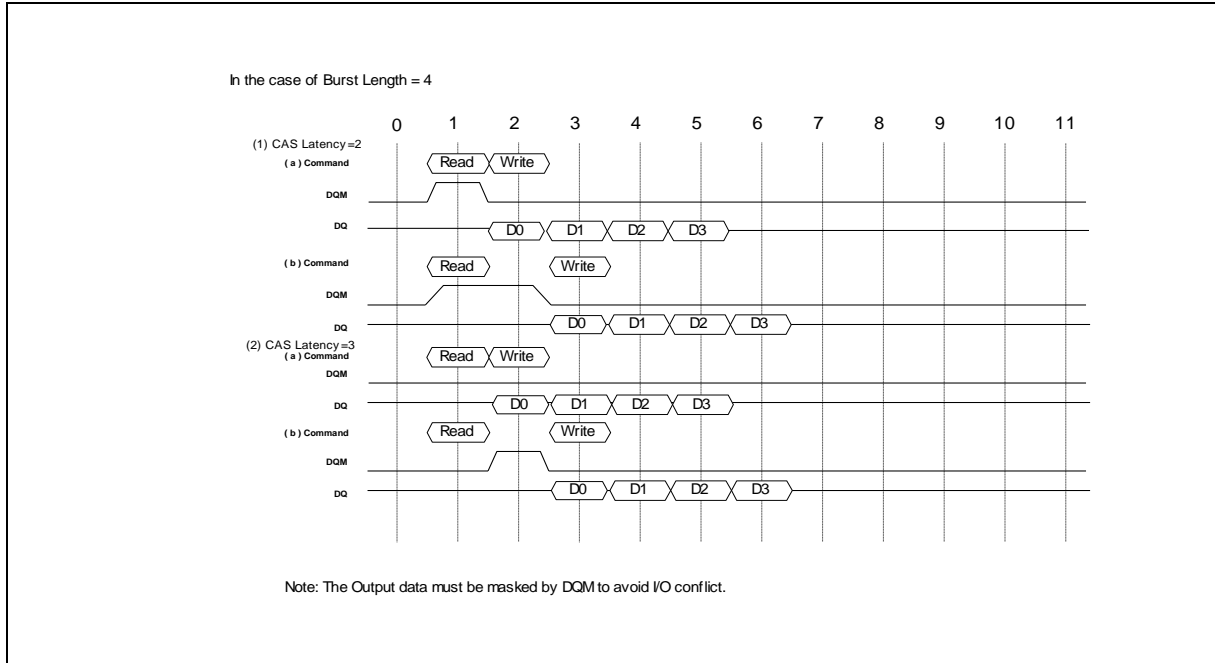 In the case of Burst Length = 4
0 1 2 3 4 5 6 7 8 9 10 11
(1) CAS Latency=2
( a ) Command Read Write
DQM
DQ D0 D1 D2 D3
( b ) Command Read Write
DQM
DQ D0 D1 D2 D3
(2) CAS Latency=3
( a ) Command Read Write
DQM
DQ D0 D1 D2 D3
( b ) Command Read Write
DQM
DQ D0 D1 D2 D3
Note: The Output data must be masked by DQM to avoid I/O conflict.